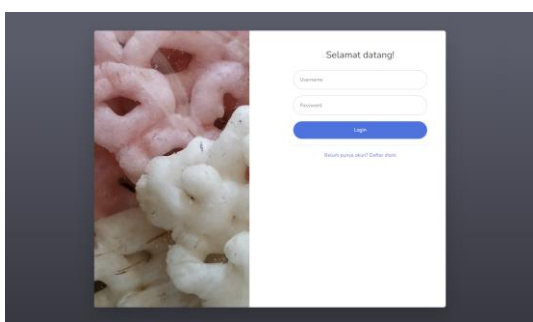 Selamat datang!
Username
Password
Login
Belum punya akun? Daftar disini